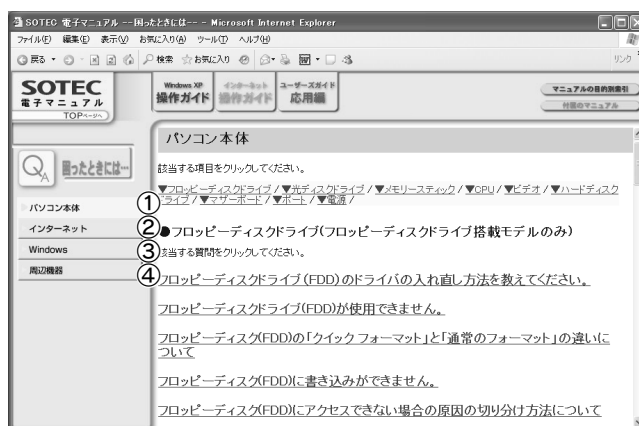 SOTEC 電子マニュアル --困ったときには-- - Microsoft Internet Explorer
ファイル(F) 編集(E) 表示(V) お気に入り(A) ツール(T) ヘルプ(H)
戻る 検索 お気に入り リンク
SOTEC
電子マニュアル
TOPページへ
Windows XP
操作ガイド
インターネット
操作ガイド
ユーザーズガイド
応用編
マニュアルの目的別索引
付属のマニュアル
Q A 困ったときには…
パソコン本体 ①
インターネット ②
Windows ③
周辺機器 ④
パソコン本体
該当する項目をクリックしてください。
▼フロッピーディスクドライブ / ▼光ディスクドライブ / ▼メモリースティック / ▼CPU / ▼ビデオ / ▼ハードディスク
ドライブ / ▼マザーボード / ▼ポート / ▼電源 /
●フロッピーディスクドライブ(フロッピーディスクドライブ搭載モデルのみ)
該当する質問をクリックしてください。
フロッピーディスクドライブ(FDD)のドライバの入れ直し方法を教えてください。
フロッピーディスクドライブ(FDD)が使用できません。
フロッピーディスク(FDD)の「クイック フォーマット」と「通常のフォーマット」の違いに
ついて
フロッピーディスク(FDD)に書き込みができません。
フロッピーディスク(FDD)にアクセスできない場合の原因の切り分け方法について